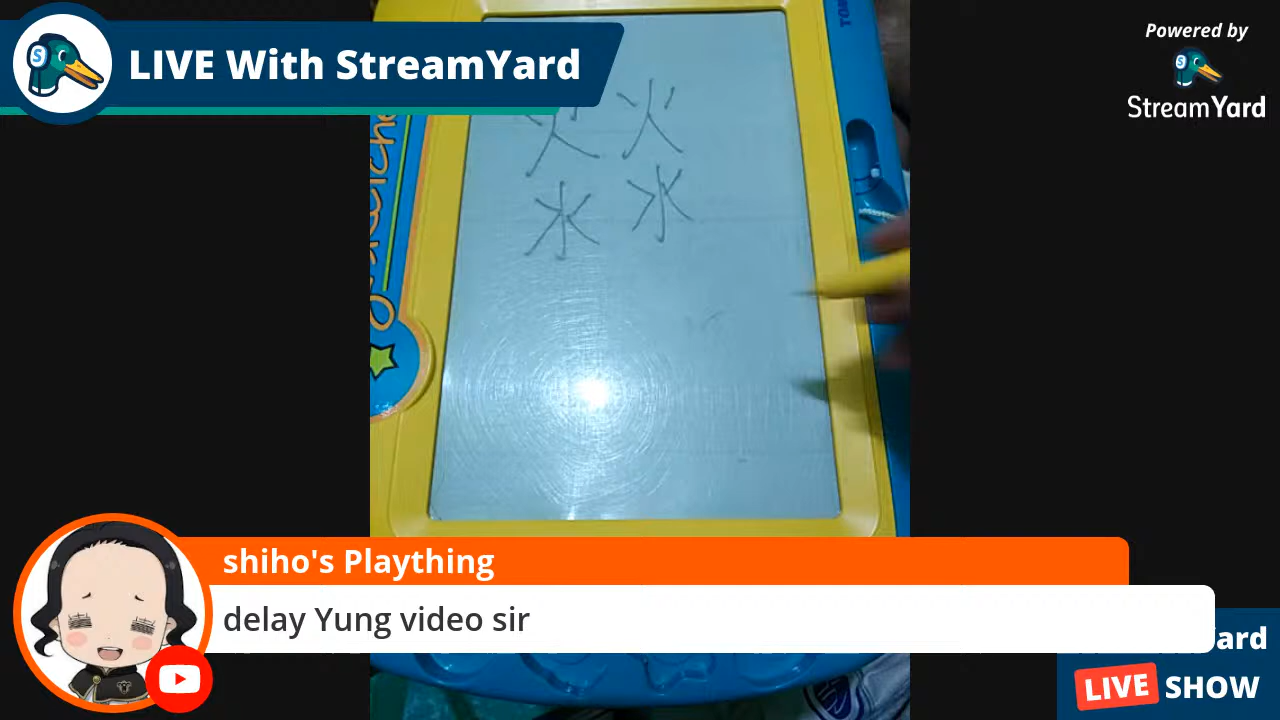 LIVE With StreamYard
Powered by
StreamYard
火 火
水 水
shiho's Plaything
delay Yung video sir
LIVE SHOW